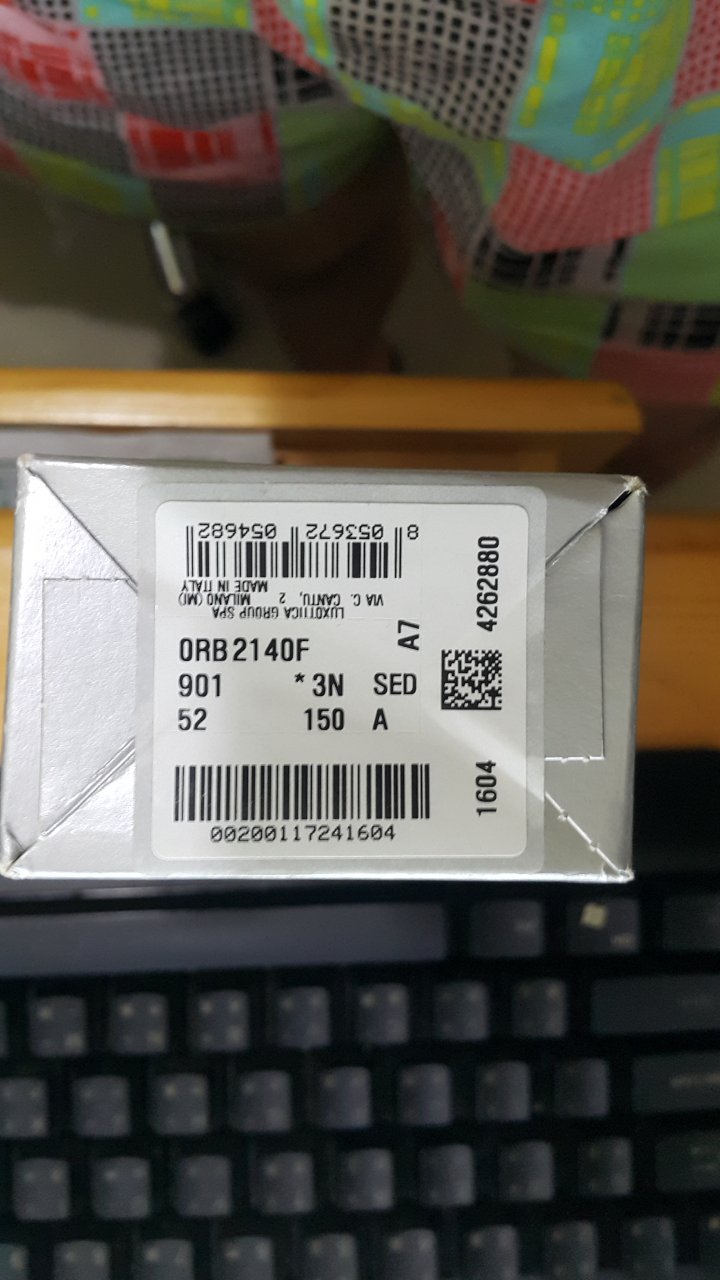 8 053672 054682
LUXOTTICA GROUP SPA
VIA C. CANTU, 2 MILANO (MI)
MADE IN ITALY
A7
4262880
0RB2140F
901 *3N SED
52 150 A
1604
00200117241604